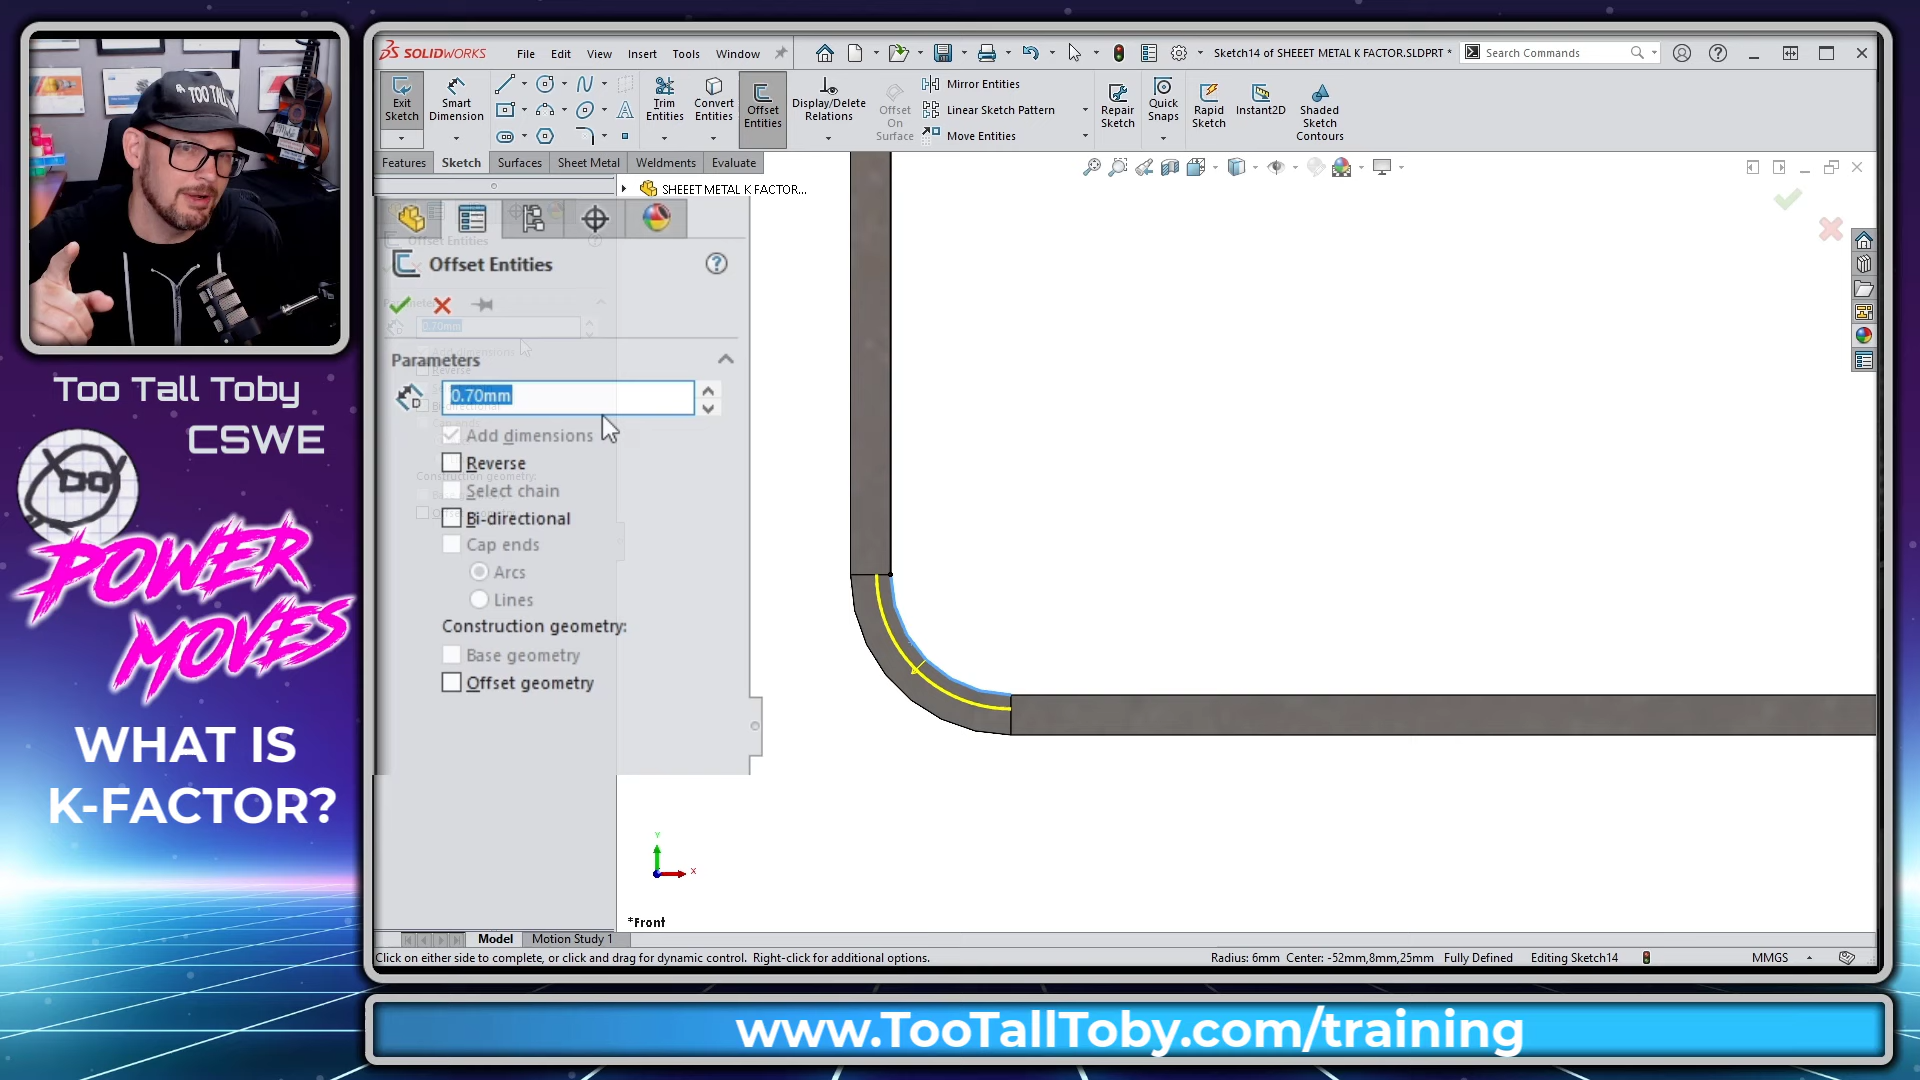 TOO TALL
Too Tall Toby
CSWE
POWER
MOVES
WHAT IS
K-FACTOR?
SOLIDWORKS
File
Edit
View
Insert
Tools
Window
Sketch14 of SHEEET METAL K FACTOR.SLDPRT *
Search Commands
Exit Sketch
Smart Dimension
Trim Entities
Convert Entities
Offset Entities
Display/Delete Relations
Offset On Surface
Mirror Entities
Linear Sketch Pattern
Move Entities
Repair Sketch
Quick Snaps
Rapid Sketch
Instant2D
Shaded Sketch Contours
Features
Sketch
Surfaces
Sheet Metal
Weldments
Evaluate
SHEEET METAL K FACTOR...
Offset Entities
Parameters
0.70mm
Add dimensions
Reverse
Select chain
Bi-directional
Cap ends
Arcs
Lines
Construction geometry:
Base geometry
Offset geometry
Y
X
*Front
Model
Motion Study 1
Click on either side to complete, or click and drag for dynamic control. Right-click for additional options.
Radius: 6mm Center: -52mm,8mm,25mm
Fully Defined
Editing Sketch14
MMGS
www.TooTallToby.com/training